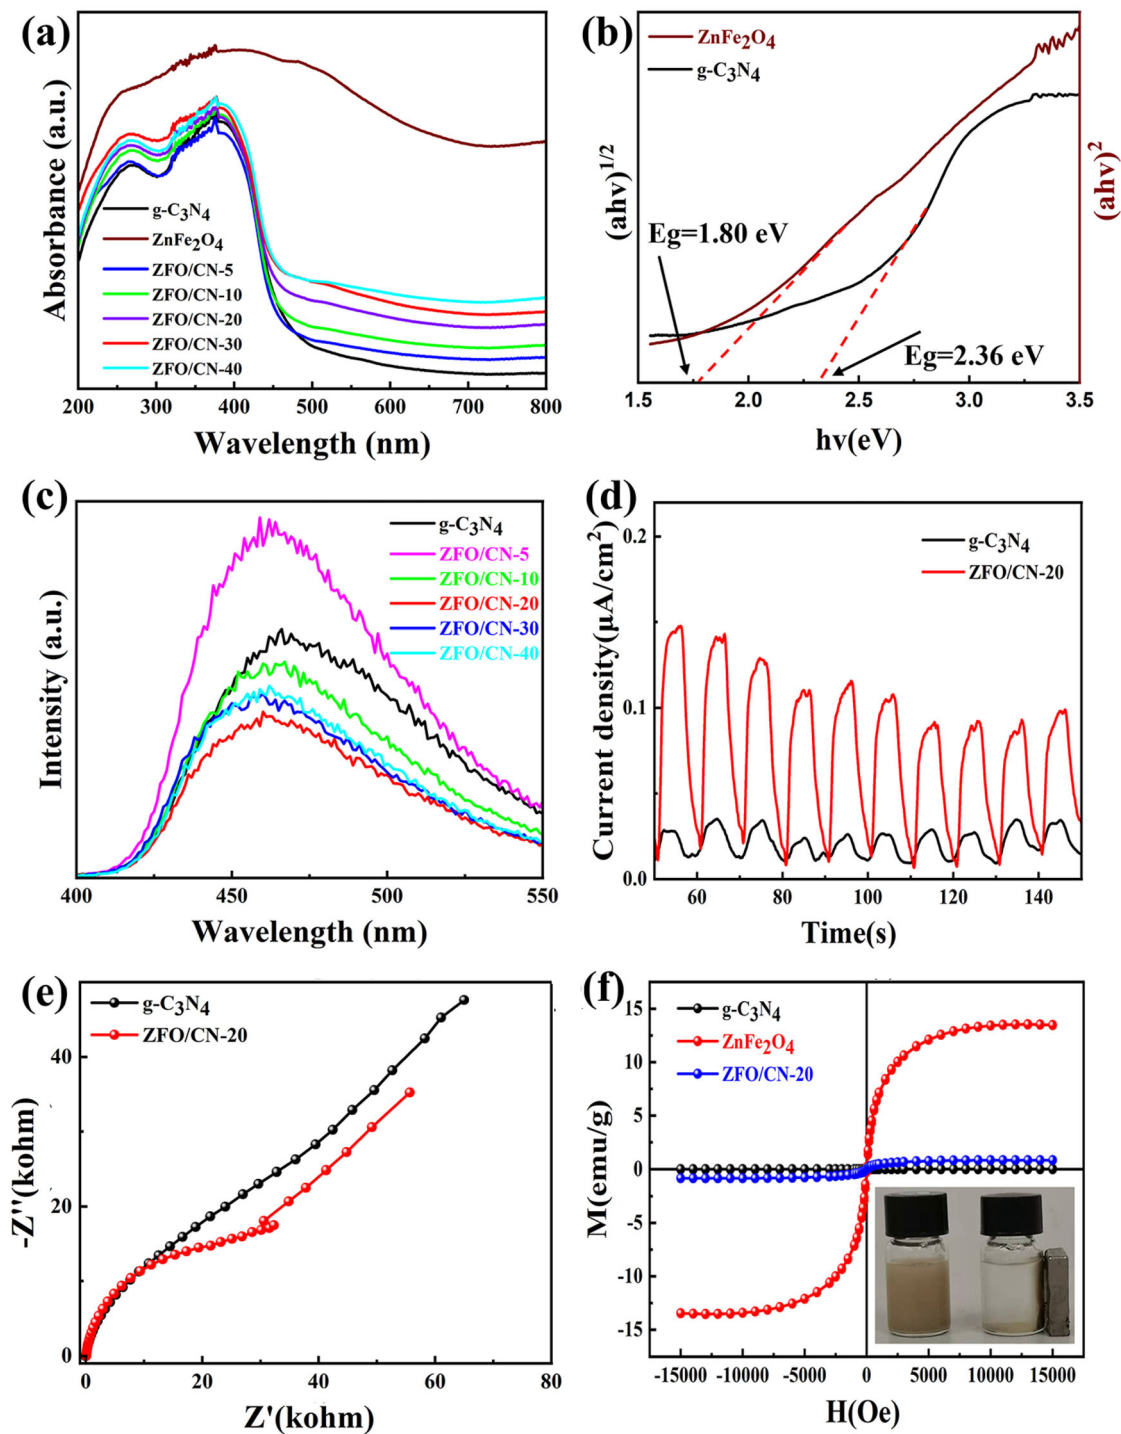 (a)
Absorbance (a.u.)
g-C3N4
ZnFe2O4
ZFO/CN-5
ZFO/CN-10
ZFO/CN-20
ZFO/CN-30
ZFO/CN-40
200 300 400 500 600 700 800
Wavelength (nm)
(b)
ZnFe2O4
g-C3N4
(ahv)1/2
(ahv)2
Eg=1.80 eV
Eg=2.36 eV
1.5 2.0 2.5 3.0 3.5
hv(eV)
(c)
Intensity (a.u.)
g-C3N4
ZFO/CN-5
ZFO/CN-10
ZFO/CN-20
ZFO/CN-30
ZFO/CN-40
400 450 500 550
Wavelength (nm)
(d)
Current density(μA/cm2)
0.2
0.1
0.0
g-C3N4
ZFO/CN-20
60 80 100 120 140
Time(s)
(e)
-Z''(kohm)
40
20
0
g-C3N4
ZFO/CN-20
0 20 40 60 80
Z'(kohm)
(f)
M(emu/g)
15
10
5
0
-5
-10
-15
g-C3N4
ZnFe2O4
ZFO/CN-20
-15000 -10000 -5000 0 5000 10000 15000
H(Oe)